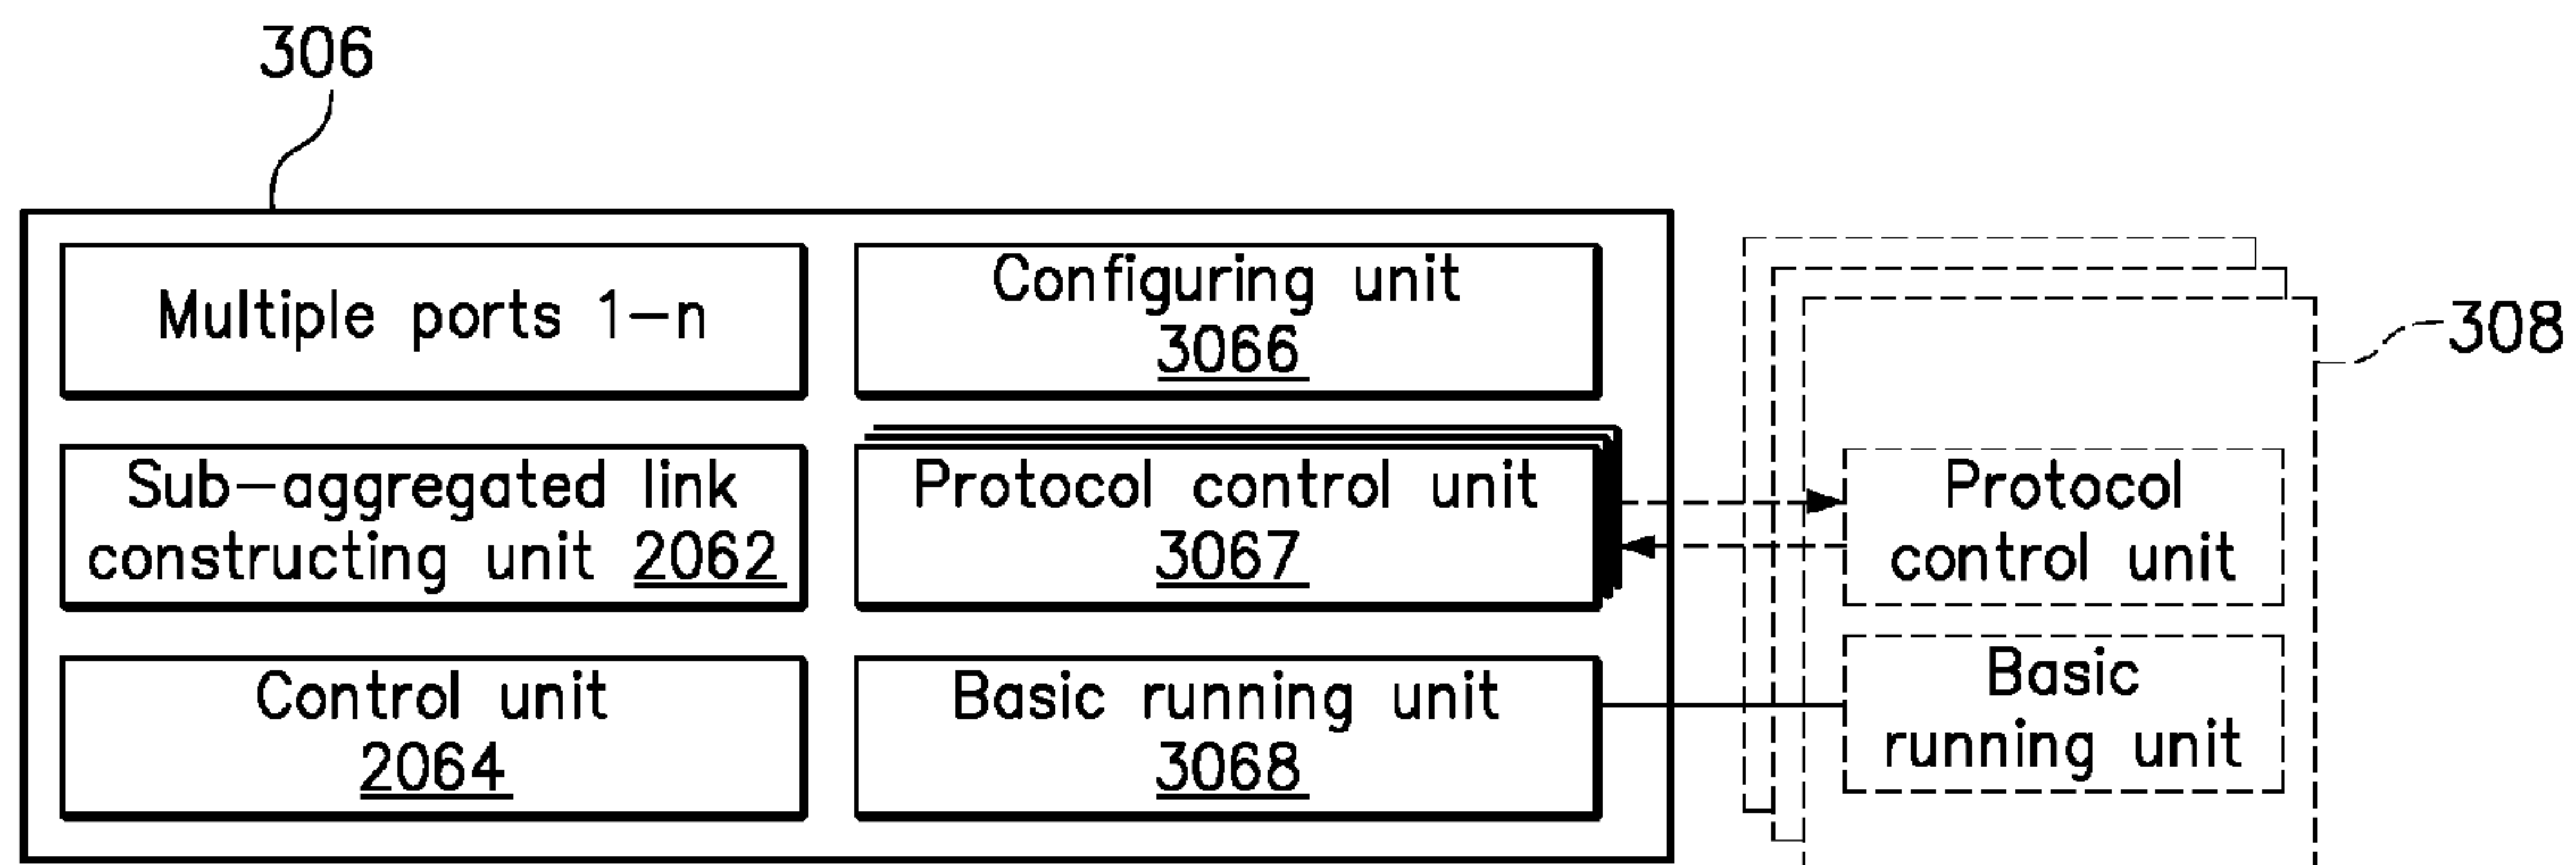 306
Multiple ports 1-n
Configuring unit
3066
308
Sub-aggregated link
constructing unit 2062
Protocol control unit
3067
Protocol
control unit
Control unit
2064
Basic running unit
3068
Basic
running unit